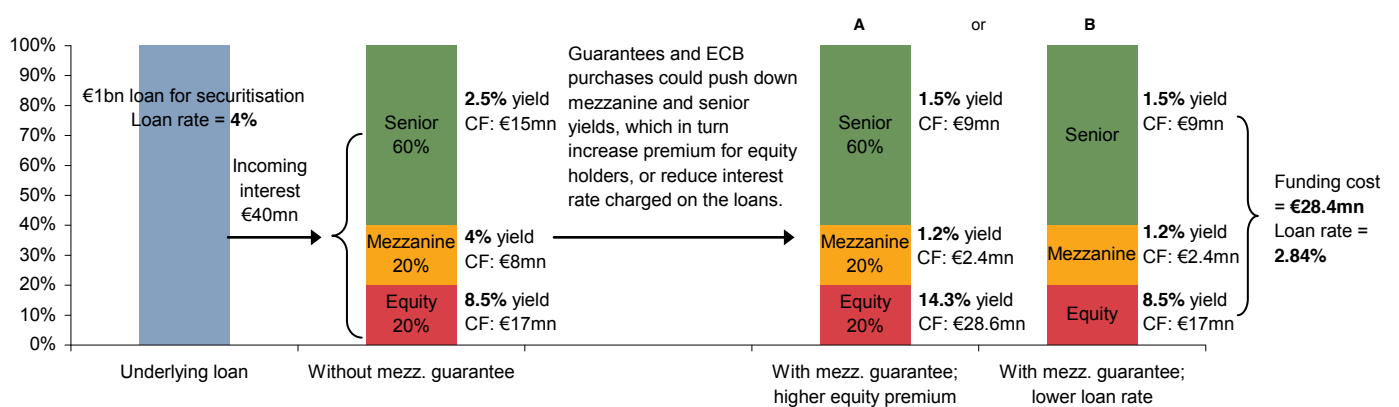 A
or
B
100%
90%
80%
70%
60%
50%
40%
30%
20%
10%
0%
€1bn loan for securitisation
Loan rate = 4%
Incoming
interest
€40mn
Senior
60%
Mezzanine
20%
Equity
20%
2.5% yield
CF: €15mn
4% yield
CF: €8mn
8.5% yield
CF: €17mn
Guarantees and ECB
purchases could push down
mezzanine and senior
yields, which in turn
increase premium for equity
holders, or reduce interest
rate charged on the loans.
Senior
60%
Mezzanine
20%
Equity
20%
1.5% yield
CF: €9mn
1.2% yield
CF: €2.4mn
14.3% yield
CF: €28.6mn
Senior
Mezzanine
Equity
1.5% yield
CF: €9mn
1.2% yield
CF: €2.4mn
8.5% yield
CF: €17mn
Funding cost
= €28.4mn
Loan rate =
2.84%
Underlying loan
Without mezz. guarantee
With mezz. guarantee;
higher equity premium
With mezz. guarantee;
lower loan rate